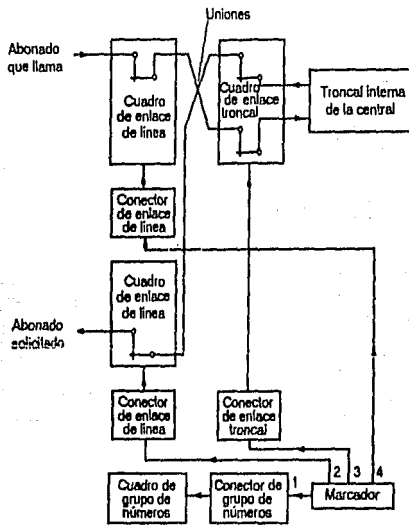 Uniones
Abonado
que llama
Cuadro
de enlace
de línea
Cuadro
de enlace
troncal
Troncal interna
de la central
Conector
de enlace
de línea
Cuadro
de enlace
de línea
Abonado
solicitado
Conector
de enlace
de línea
Conector
de enlace
troncal
2 3 4
Cuadro de
grupo de
números
Conector de
grupo de
números
1
Marcador